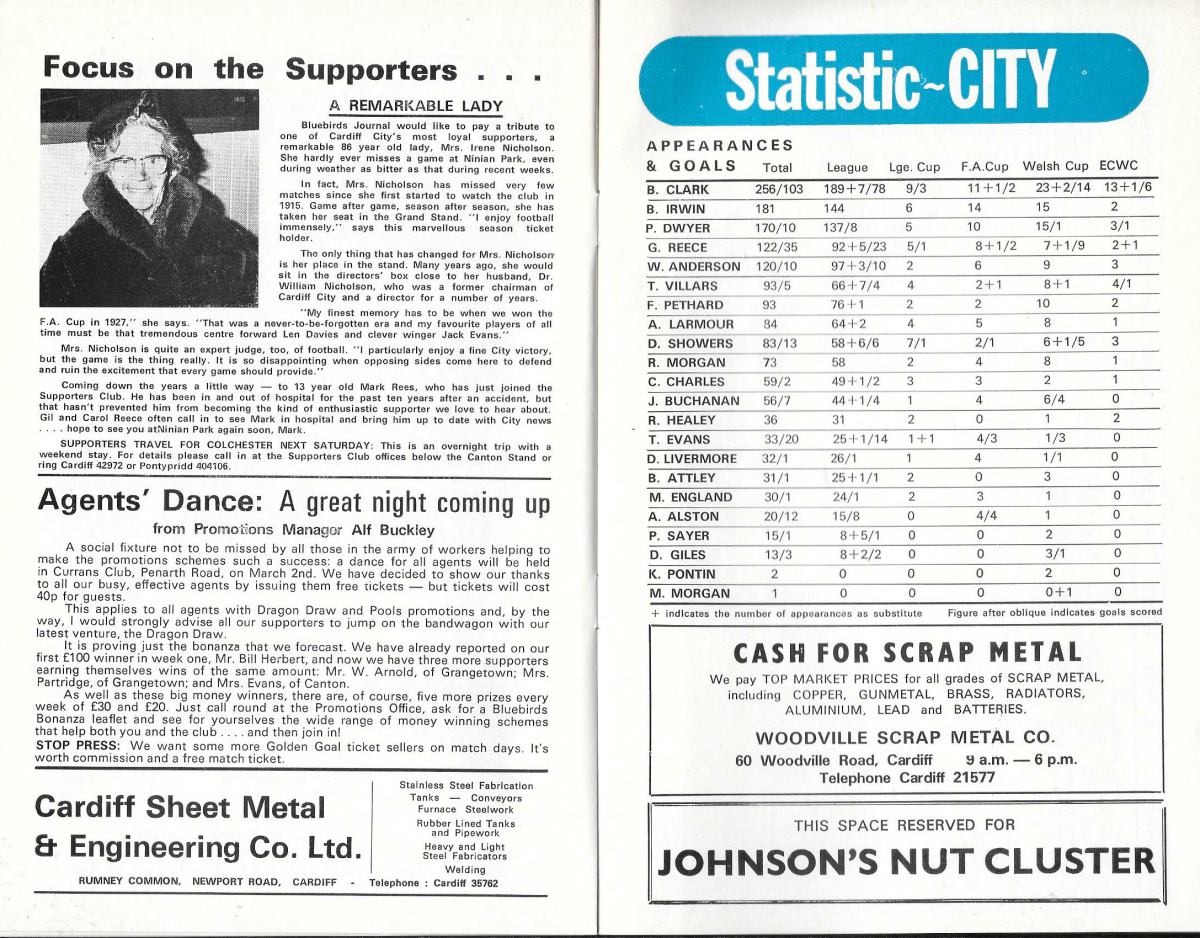 Focus on the Supporters . . .
A REMARKABLE LADY
Bluebirds Journal would like to pay a tribute to
one of Cardiff City's most loyal supporters, a
remarkable 86 year old lady, Mrs. Irene Nicholson.
She hardly ever misses a game at Ninian Park, even
during weather as bitter as that during recent weeks.
In fact, Mrs. Nicholson has missed very few
matches since she first started to watch the club in
1915. Game after game, season after season, she has
taken her seat in the Grand Stand. "I enjoy football
immensely," says this marvellous season ticket
holder.
The only thing that has changed for Mrs. Nicholson
is her place in the stand. Many years ago, she would
sit in the directors' box close to her husband, Dr.
William Nicholson, who was a former chairman of
Cardiff City and a director for a number of years.
"My finest memory has to be when we won the
F.A. Cup in 1927," she says. "That was a never-to-be-forgotten era and my favourite players of all
time must be that tremendous centre forward Len Davies and clever winger Jack Evans."
Mrs. Nicholson is quite an expert judge, too, of football. "I particularly enjoy a fine City victory,
but the game is the thing really. It is so disappointing when opposing sides come here to defend
and ruin the excitement that every game should provide."
Coming down the years a little way — to 13 year old Mark Rees, who has just joined the
Supporters Club. He has been in and out of hospital for the past ten years after an accident, but
that hasn't prevented him from becoming the kind of enthusiastic supporter we love to hear about.
Gil and Carol Reece often call in to see Mark in hospital and bring him up to date with City news
. . . . hope to see you atNinian Park again soon, Mark.
SUPPORTERS TRAVEL FOR COLCHESTER NEXT SATURDAY: This is an overnight trip with a
weekend stay. For details please call in at the Supporters Club offices below the Canton Stand or
ring Cardiff 42972 or Pontypridd 404106.
Agents' Dance: A great night coming up
from Promotions Manager Alf Buckley
A social fixture not to be missed by all those in the army of workers helping to
make the promotions schemes such a success: a dance for all agents will be held
in Currans Club, Penarth Road, on March 2nd. We have decided to show our thanks
to all our busy, effective agents by issuing them free tickets — but tickets will cost
40p for guests.
This applies to all agents with Dragon Draw and Pools promotions and, by the
way, I would strongly advise all our supporters to jump on the bandwagon with our
latest venture, the Dragon Draw.
It is proving just the bonanza that we forecast. We have already reported on our
first £100 winner in week one, Mr. Bill Herbert, and now we have three more supporters
earning themselves wins of the same amount: Mr. W. Arnold, of Grangetown; Mrs.
Partridge, of Grangetown; and Mrs. Evans, of Canton.
As well as these big money winners, there are, of course, five more prizes every
week of £30 and £20. Just call round at the Promotions Office, ask for a Bluebirds
Bonanza leaflet and see for yourselves the wide range of money winning schemes
that help both you and the club . . . . and then join in!
STOP PRESS: We want some more Golden Goal ticket sellers on match days. It's
worth commission and a free match ticket.
Cardiff Sheet Metal
& Engineering Co. Ltd.
Stainless Steel Fabrication
Tanks — Conveyors
Furnace Steelwork
Rubber Lined Tanks
and Pipework
Heavy and Light
Steel Fabricators
Welding
RUMNEY COMMON, NEWPORT ROAD, CARDIFF - Telephone : Cardiff 35762
Statistic~CITY
APPEARANCES
& GOALS Total League Lge. Cup F.A.Cup Welsh Cup ECWC
B. CLARK 256/103 189+7/78 9/3 11+1/2 23+2/14 13+1/6
B. IRWIN 181 144 6 14 15 2
P. DWYER 170/10 137/8 5 10 15/1 3/1
G. REECE 122/35 92+5/23 5/1 8+1/2 7+1/9 2+1
W. ANDERSON 120/10 97+3/10 2 6 9 3
T. VILLARS 93/5 66+7/4 4 2+1 8+1 4/1
F. PETHARD 93 76+1 2 2 10 2
A. LARMOUR 84 64+2 4 5 8 1
D. SHOWERS 83/13 58+6/6 7/1 2/1 6+1/5 3
R. MORGAN 73 58 2 4 8 1
C. CHARLES 59/2 49+1/2 3 3 2 1
J. BUCHANAN 56/7 44+1/4 1 4 6/4 0
R. HEALEY 36 31 2 0 1 2
T. EVANS 33/20 25+1/14 1+1 4/3 1/3 0
D. LIVERMORE 32/1 26/1 1 4 1/1 0
B. ATTLEY 31/1 25+1/1 2 0 3 0
M. ENGLAND 30/1 24/1 2 3 1 0
A. ALSTON 20/12 15/8 0 4/4 1 0
P. SAYER 15/1 8+5/1 0 0 2 0
D. GILES 13/3 8+2/2 0 0 3/1 0
K. PONTIN 2 0 0 0 2 0
M. MORGAN 1 0 0 0 0+1 0
+ indicates the number of appearances as substitute Figure after oblique indicates goals scored
CASH FOR SCRAP METAL
We pay TOP MARKET PRICES for all grades of SCRAP METAL,
including COPPER, GUNMETAL, BRASS, RADIATORS,
ALUMINIUM, LEAD and BATTERIES.
WOODVILLE SCRAP METAL CO.
60 Woodville Road, Cardiff 9 a.m. — 6 p.m.
Telephone Cardiff 21577
THIS SPACE RESERVED FOR
JOHNSON'S NUT CLUSTER